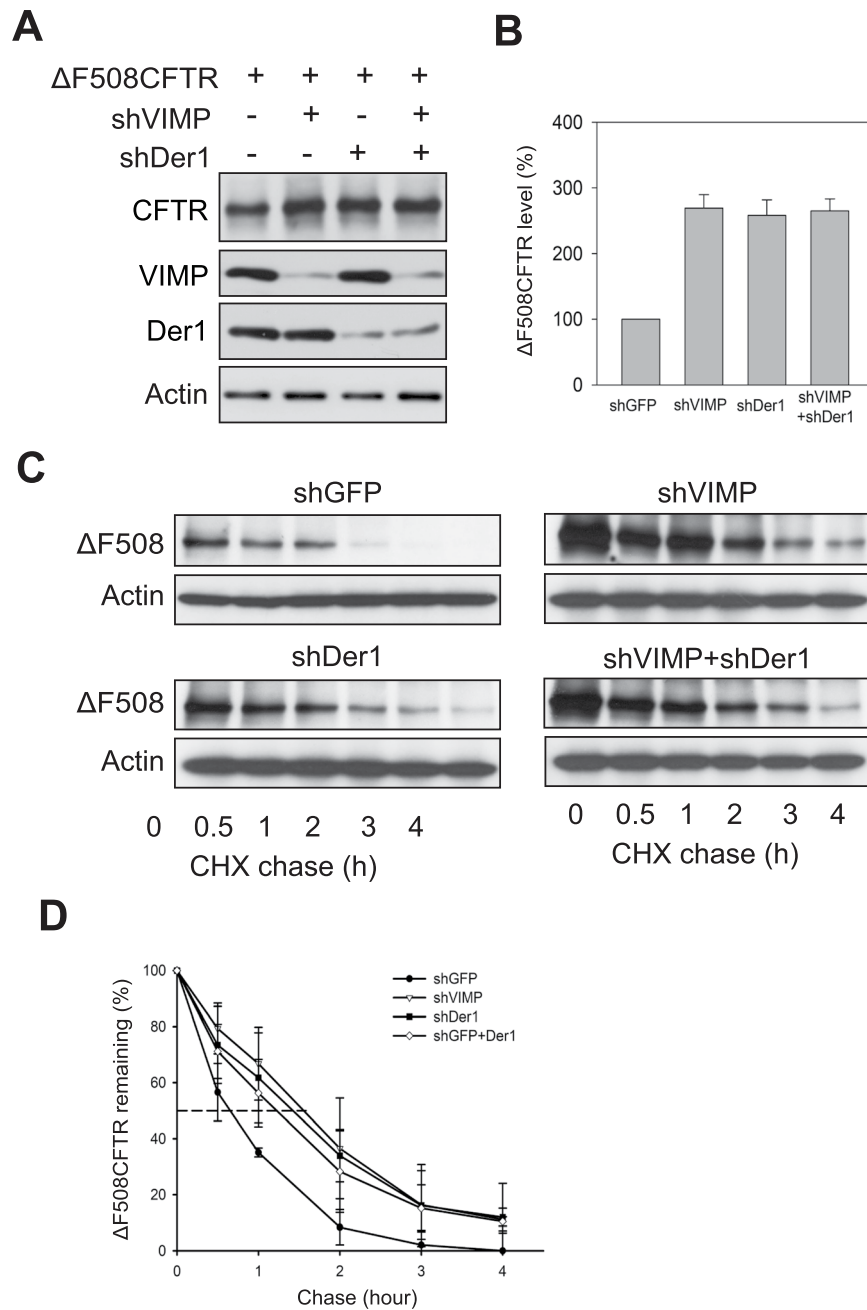 A
ΔF508CFTR + + + +
shVIMP - + - +
shDer1 - - + +
CFTR
VIMP
Der1
Actin
B
ΔF508CFTR level (%)
400
300
200
100
0
shGFP shVIMP shDer1 shVIMP
+shDer1
C
shGFP
ΔF508
Actin
shVIMP
shDer1
ΔF508
Actin
shVIMP+shDer1
0 0.5 1 2 3 4
CHX chase (h)
0 0.5 1 2 3 4
CHX chase (h)
D
ΔF508CFTR remaining (%)
100
80
60
40
20
0
shGFP
shVIMP
shDer1
shGFP+Der1
0 1 2 3 4
Chase (hour)